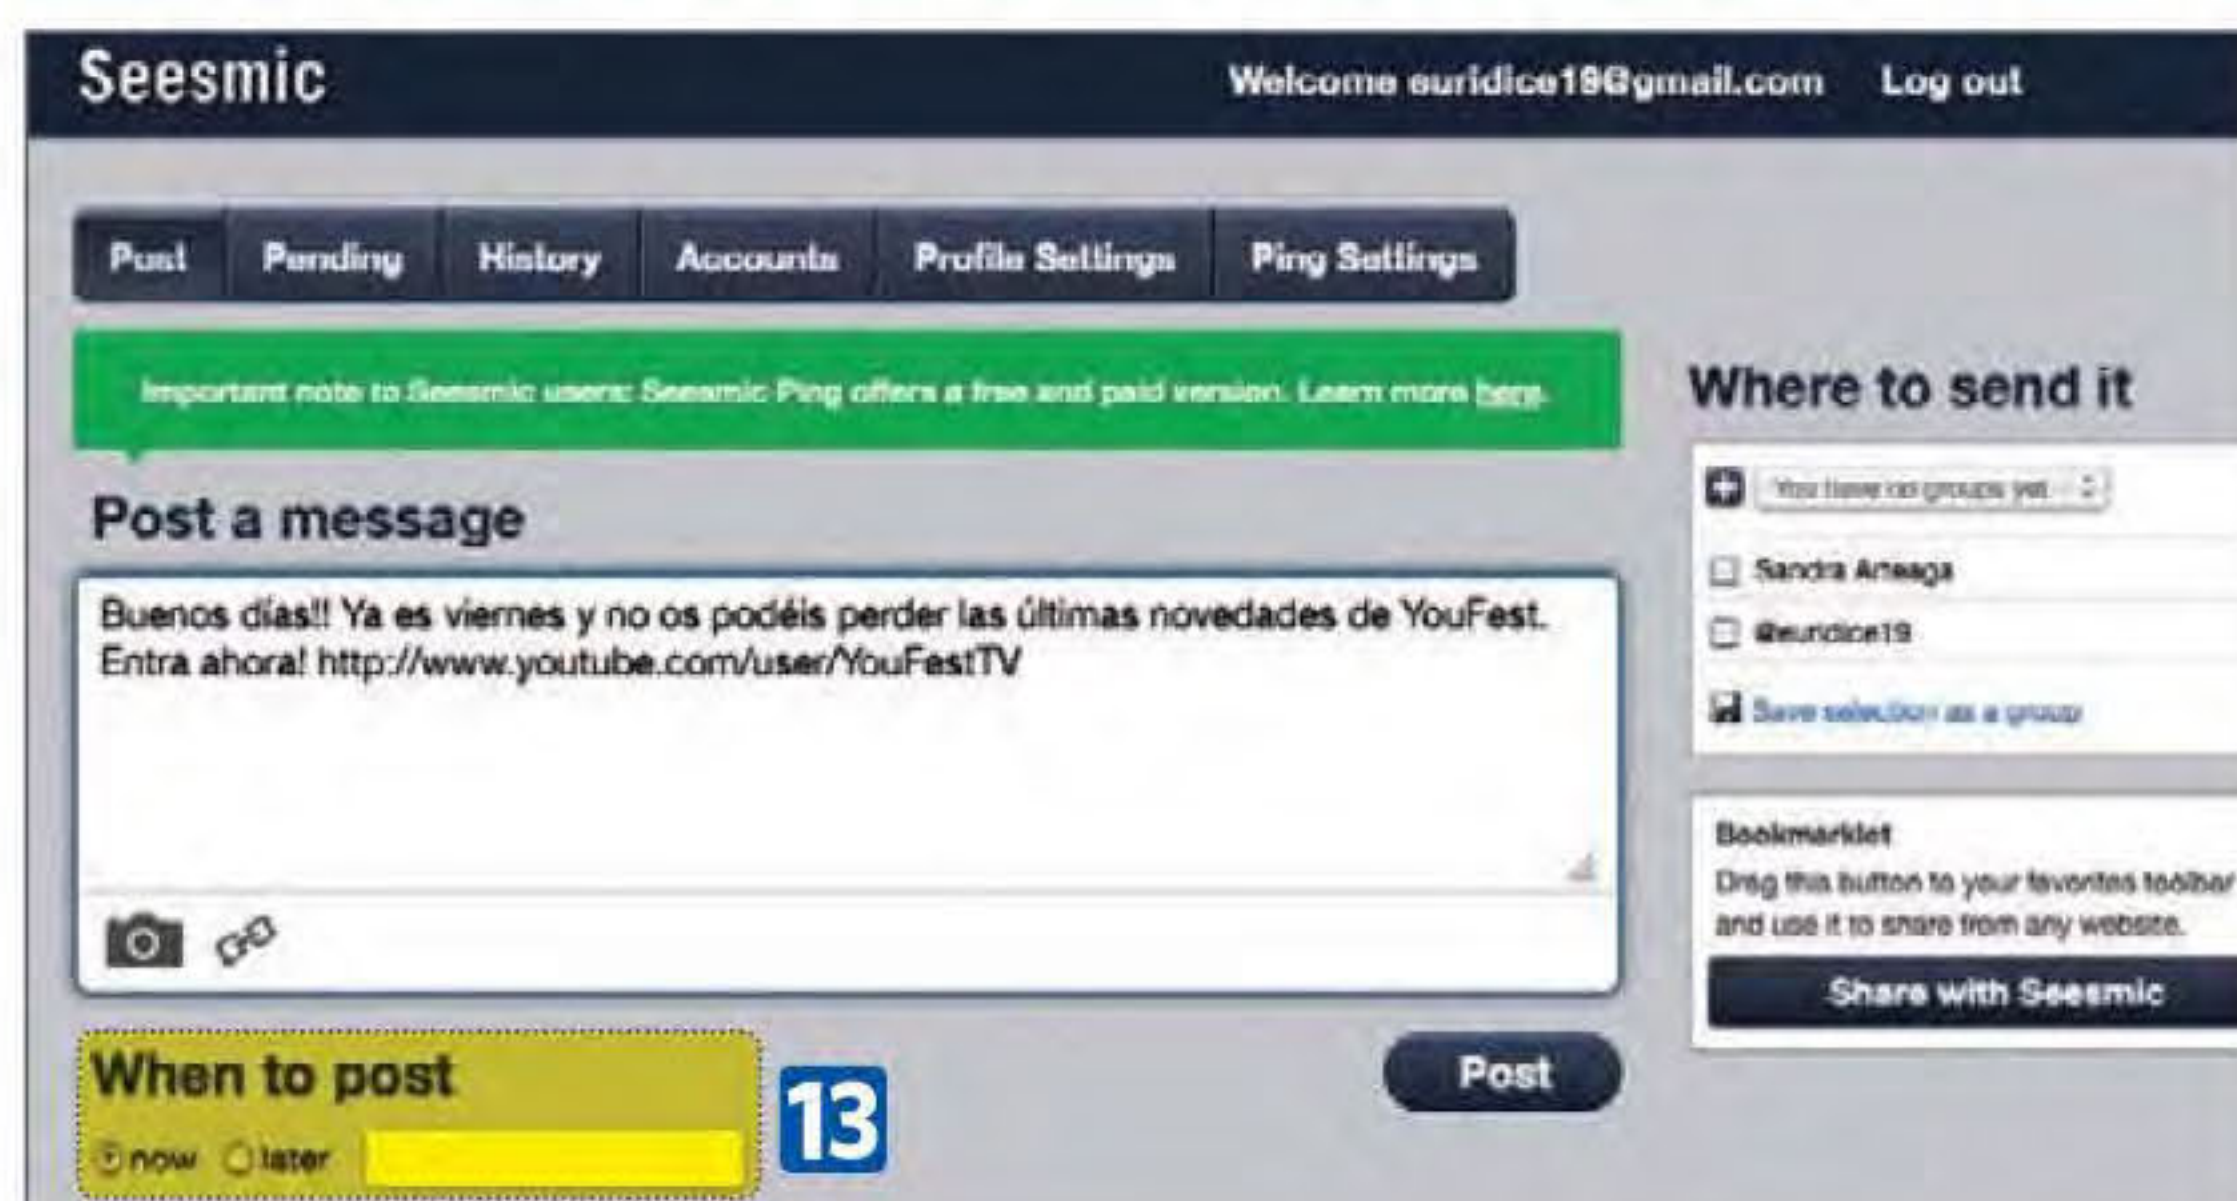 Seesmic
Welcome euridice19@gmail.com Log out
Post Pending History Accounts Profile Settings Ping Settings
Important note to Seesmic users: Seesmic Ping offers a free and paid version. Learn more here.
Where to send it
You have no groups yet
Post a message
Sandra Arteaga
Buenos días!! Ya es viernes y no os podéis perder las últimas novedades de YouFest.
Entra ahora! http://www.youtube.com/user/YouFestTV
@euridice19
Save selection as a group
Bookmarklet
Drag this button to your favorites toolbar
and use it to share from any website.
Share with Seesmic
When to post
13
Post
now later